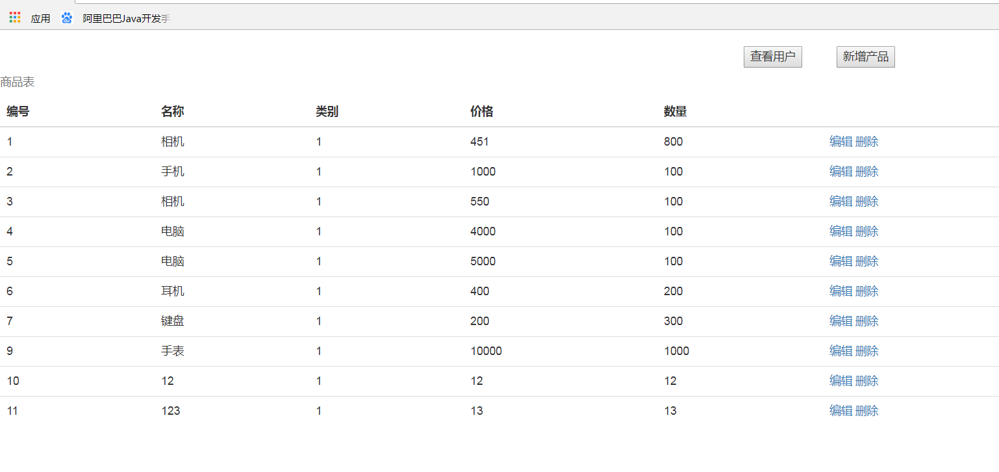 应用 阿里巴巴Java开发手
查看用户 新增产品
商品表
编号 名称 类别 价格 数量
1 相机 1 451 800 编辑 删除
2 手机 1 1000 100 编辑 删除
3 相机 1 550 100 编辑 删除
4 电脑 1 4000 100 编辑 删除
5 电脑 1 5000 100 编辑 删除
6 耳机 1 400 200 编辑 删除
7 键盘 1 200 300 编辑 删除
9 手表 1 10000 1000 编辑 删除
10 12 1 12 12 编辑 删除
11 123 1 13 13 编辑 删除